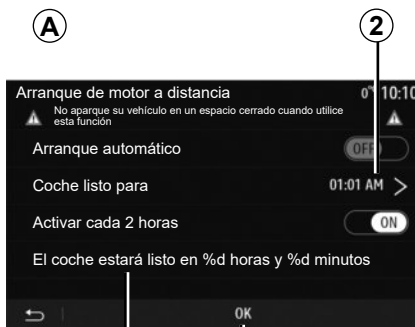 A
2
Arranque de motor a distancia 0° 10:10
No aparque su vehículo en un espacio cerrado cuando utilice
esta función
Arranque automático OFF
Coche listo para 01:01 AM >
Activar cada 2 horas ON
El coche estará listo en %d horas y %d minutos
OK